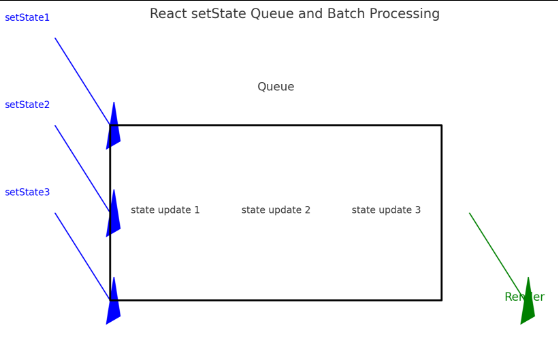 React setState Queue and Batch Processing
setState1
Queue
setState2
setState3
state update 1 state update 2 state update 3
Render